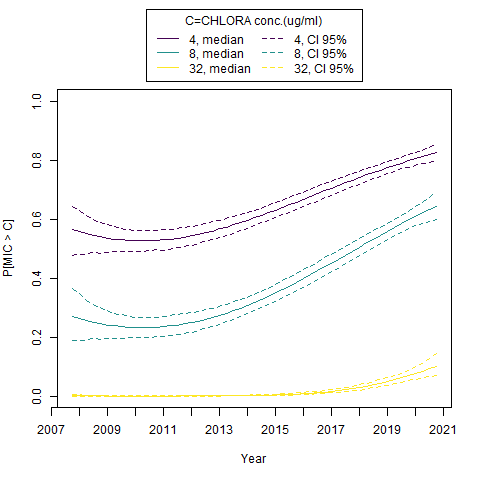 C=CHLORA conc.(ug/ml)
4, median 4, CI 95%
8, median 8, CI 95%
32, median 32, CI 95%
P[MIC > C]
1.0
0.8
0.6
0.4
0.2
0.0
2007 2009 2011 2013 2015 2017 2019 2021
Year